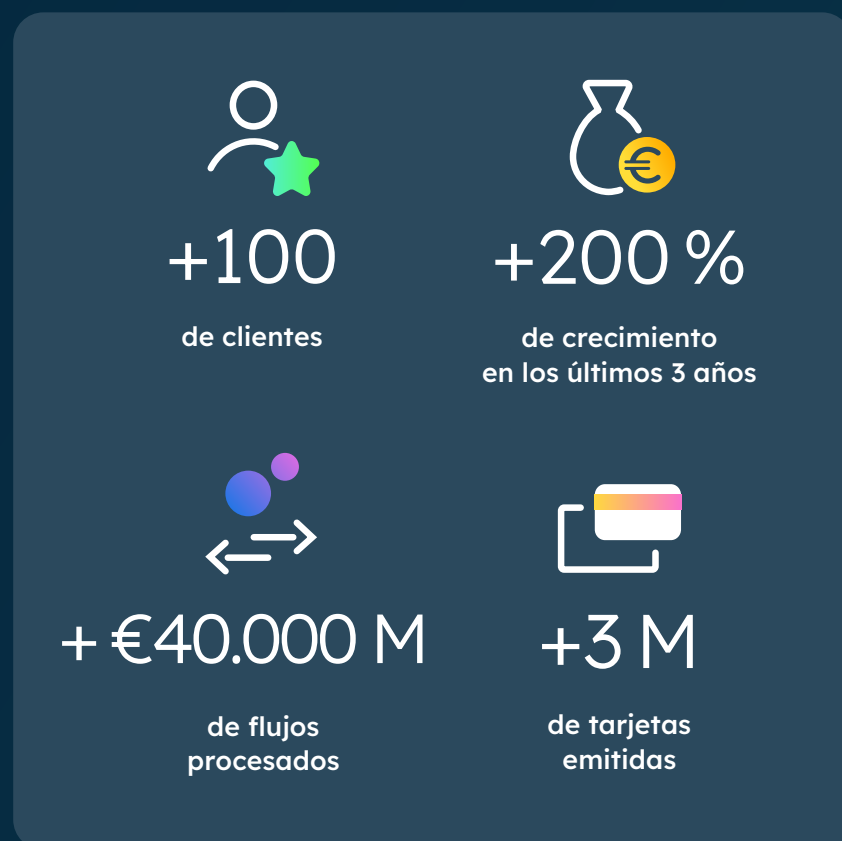 +100
de clientes
+200 %
de crecimiento
en los últimos 3 años
+ €40.000 M
de flujos
procesados
+3 M
de tarjetas
emitidas